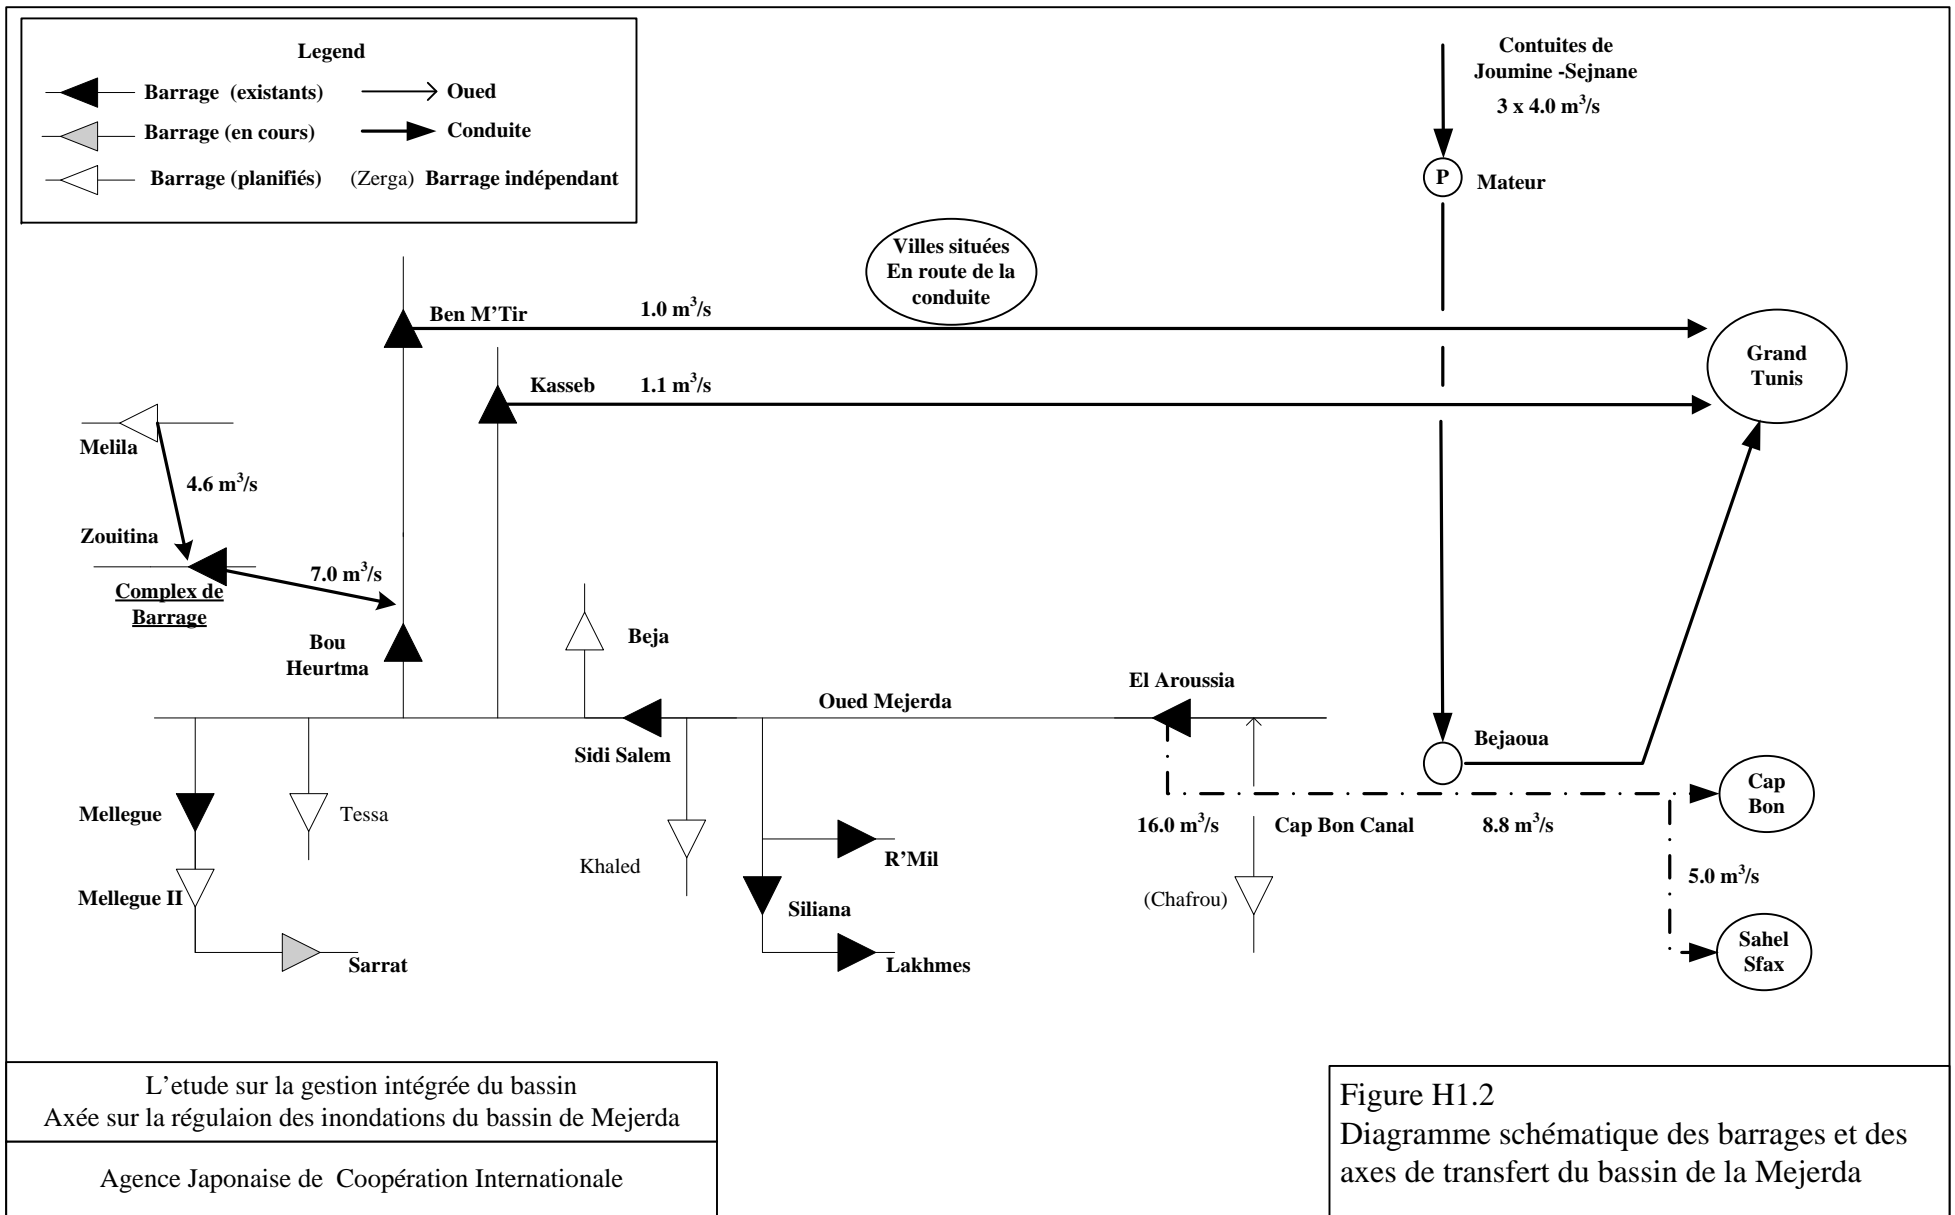 Legend
Barrage (existants)
Oued
Barrage (en cours)
Conduite
Barrage (planifiés)
(Zerga) Barrage indépendant
Contuites de
Joumine -Sejnane
3 x 4.0 m³/s
P
Mateur
Villes situées
En route de la
conduite
Ben M'Tir
1.0 m³/s
Grand
Tunis
Kasseb
1.1 m³/s
Melila
4.6 m³/s
Zouitina
7.0 m³/s
Complex de
Barrage
Bou
Heurtma
Beja
El Aroussia
Oued Mejerda
Sidi Salem
Bejaoua
Cap
Bon
Mellegue
Tessa
16.0 m³/s
Cap Bon Canal
8.8 m³/s
Khaled
R'Mil
5.0 m³/s
Mellegue II
Siliana
(Chafrou)
Sarrat
Lakhmes
Sahel
Sfax
L'etude sur la gestion intégrée du bassin
Axée sur la régulaion des inondations du bassin de Mejerda
Agence Japonaise de Coopération Internationale
Figure H1.2
Diagramme schématique des barrages et des
axes de transfert du bassin de la Mejerda